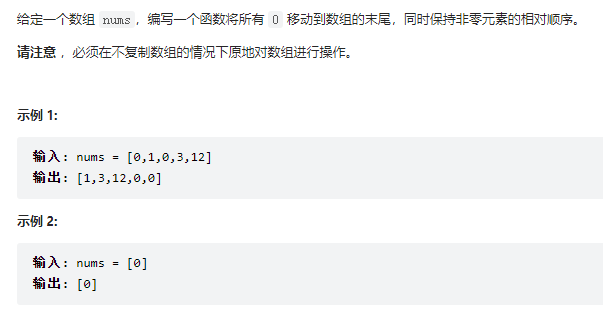 给定一个数组 nums，编写一个函数将所有 0 移动到数组的末尾，同时保持非零元素的相对顺序。
请注意 ，必须在不复制数组的情况下原地对数组进行操作。
示例 1:
输入: nums = [0,1,0,3,12]
输出: [1,3,12,0,0]
示例 2:
输入: nums = [0]
输出: [0]